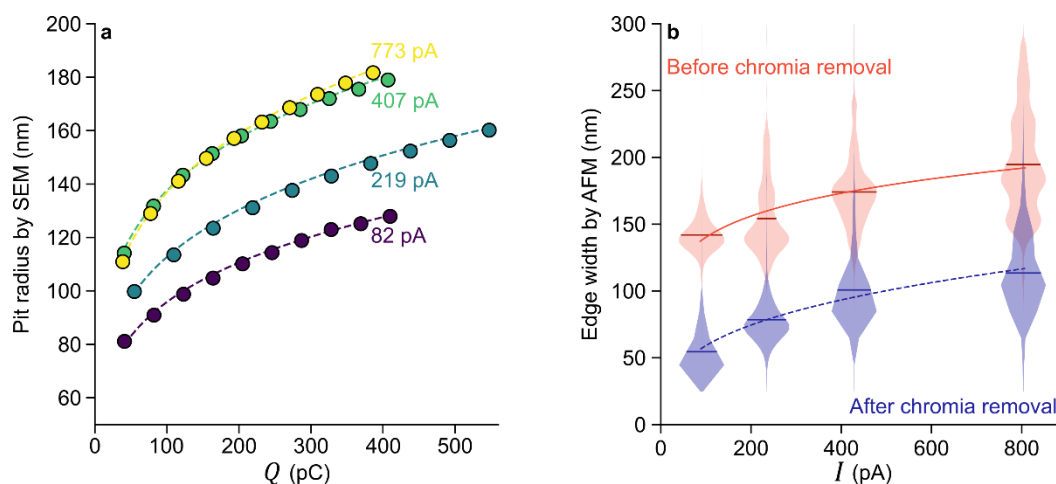 a
Pit radius by SEM (nm)
200
180
160
140
120
100
80
60
773 pA
407 pA
219 pA
82 pA
0
100
200
300
400
500
Q (pC)
b
Edge width by AFM (nm)
300
250
200
150
100
50
0
Before chromia removal
After chromia removal
0
200
400
600
800
I (pA)